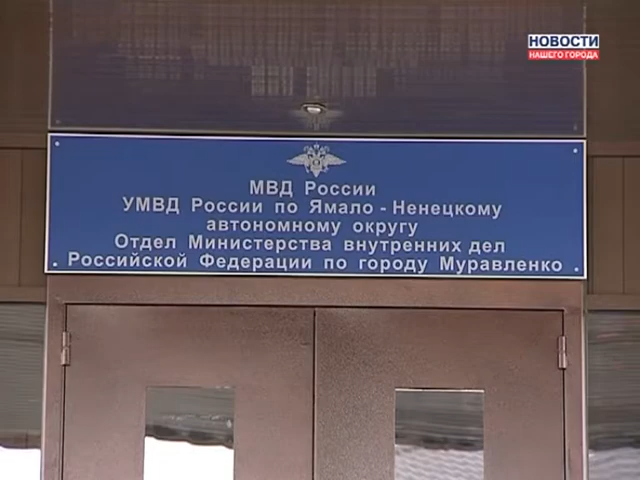 НОВОСТИ
НАШЕГО ГОРОДА
МВД России
УМВД России по Ямало - Ненецкому
автономному округу
Отдел Министерства внутренних дел
Российской Федерации по городу Муравленко